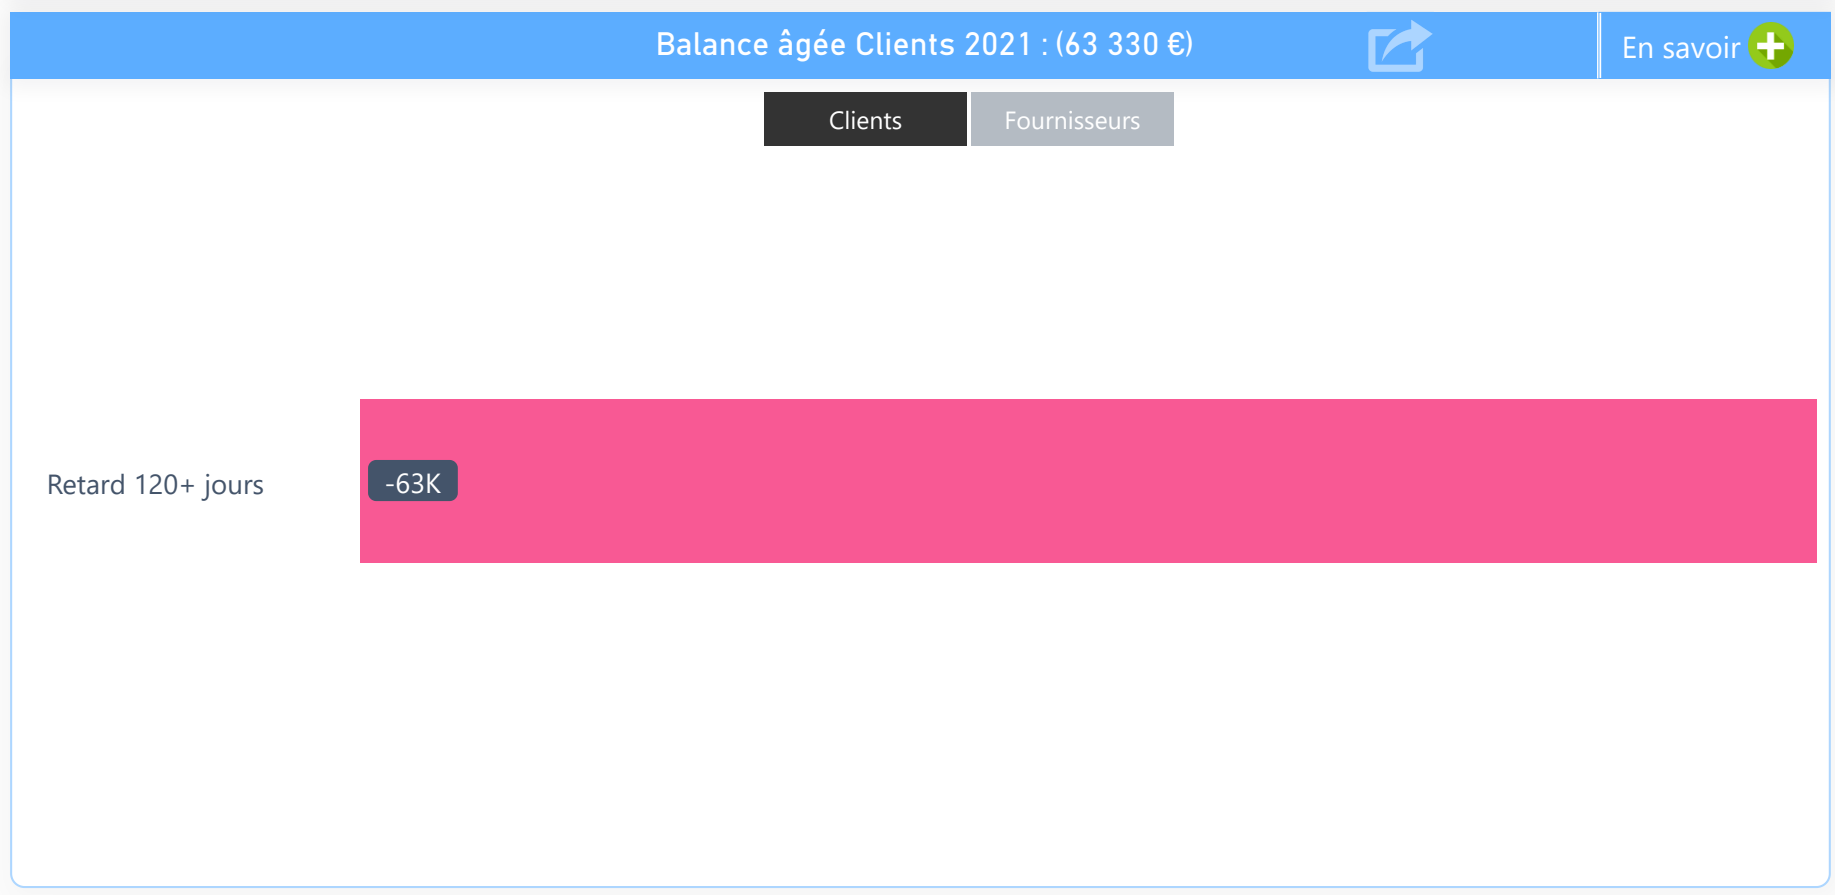 Balance âgée Clients 2021 : (63 330 €)
En savoir
Clients
Fournisseurs
Retard 120+ jours
-63K